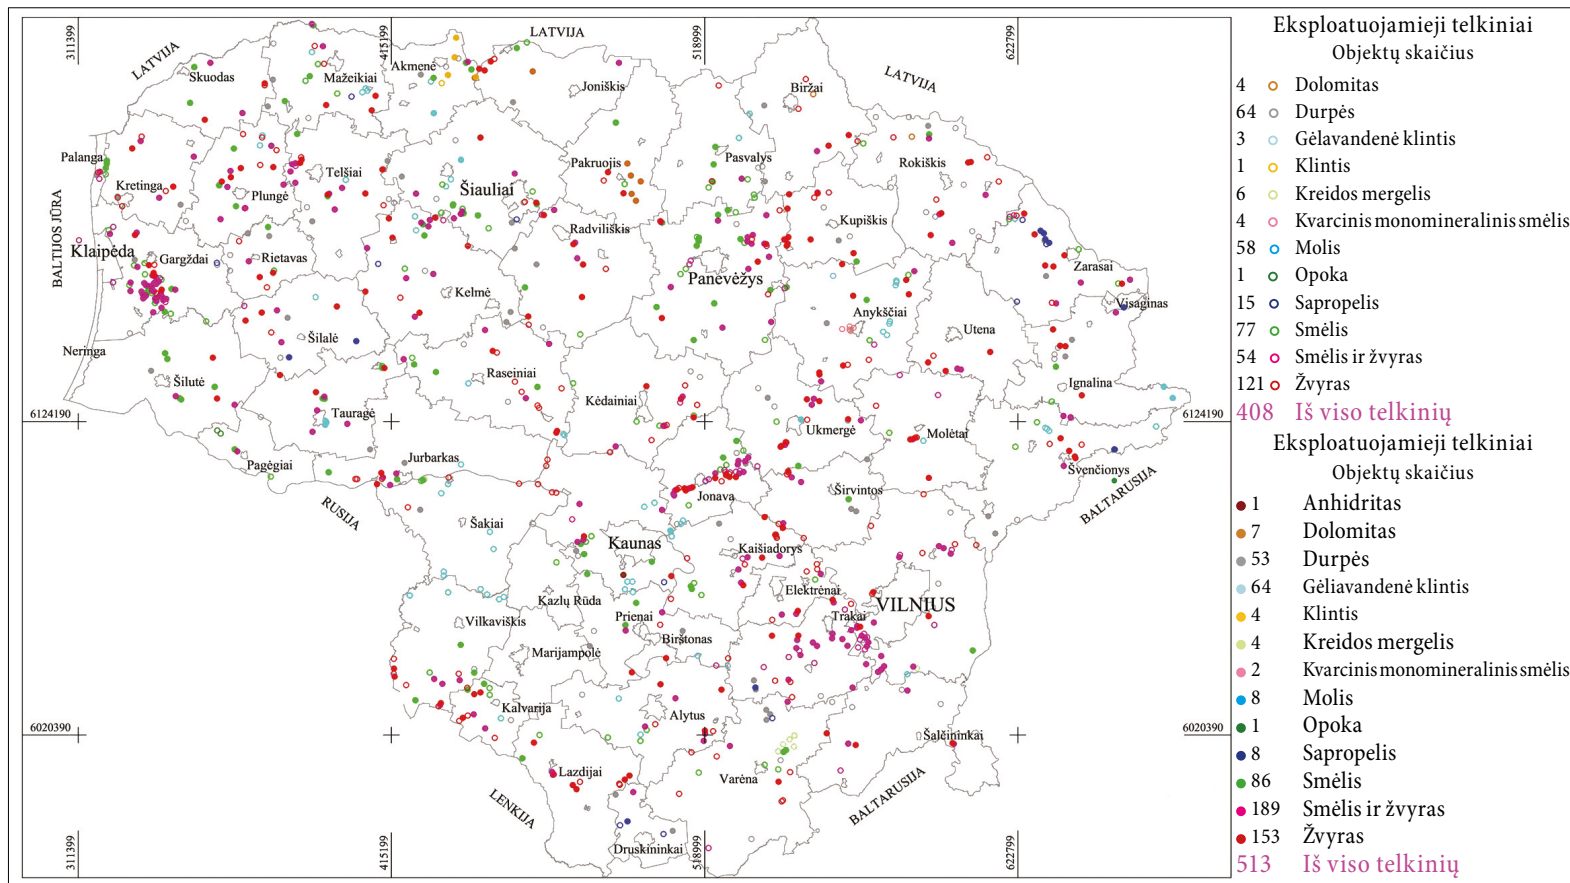 311399
415199
518999
622799
LATVIJA
LATVIJA
LATVIJA
Skuodas
Mažeikiai
Akmenė
Joniškis
Biržai
Palanga
Kretinga
Plungė
Telšiai
Šiauliai
Pakruojis
Pasvalys
Rokiškis
BALTIJOS JŪRA
Klaipėda
Gargždai
Rietavas
Radviliškis
Kupiškis
Kelmė
Panevėžys
Zarasai
Visaginas
Anykščiai
Utena
Neringa
Šilalė
Šilutė
Raseiniai
Kėdainiai
Ignalina
6124190
6124190
Tauragė
Ukmergė
Molėtai
Pagėgiai
Jurbarkas
Švenčionys
RUSIJA
Jonava
Širvintos
BALTARUSIJA
Šakiai
Kaunas
Kaišiadorys
Kazlų Rūda
Elektrėnai
VILNIUS
Prienai
Trakai
Vilkaviškis
Birštonas
Marijampolė
Kalvarija
Alytus
6020390
6020390
Šalčininkai
Lazdijai
Varėna
LENKIJA
BALTARUSIJA
Druskininkai
311399
415199
518999
622799
Eksploatuojamieji telkiniai
Objektų skaičius
4 Dolomitas
64 Durpės
3 Gėlavandenė klintis
1 Klintis
6 Kreidos mergelis
4 Kvarcinis monomineralinis smėlis
58 Molis
1 Opoka
15 Sapropelis
77 Smėlis
54 Smėlis ir žvyras
121 Žvyras
408 Iš viso telkinių
Eksploatuojamieji telkiniai
Objektų skaičius
1 Anhidritas
7 Dolomitas
53 Durpės
64 Gėliavandenė klintis
4 Klintis
4 Kreidos mergelis
2 Kvarcinis monomineralinis smėlis
8 Molis
1 Opoka
8 Sapropelis
86 Smėlis
189 Smėlis ir žvyras
153 Žvyras
513 Iš viso telkinių